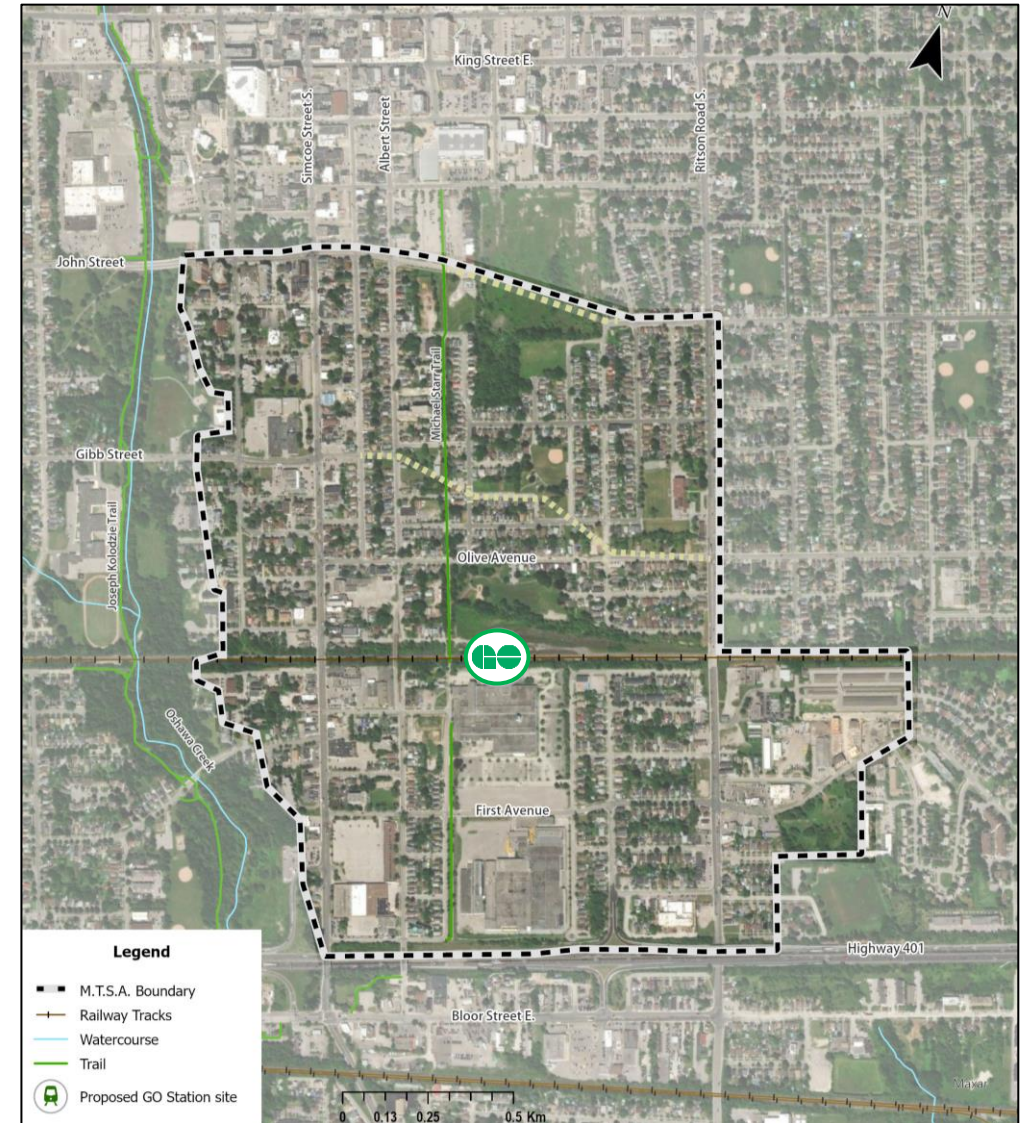 N
King Street E.
Simcoe Street S.
Albert Street
Ritson Road S.
John Street
Michael Starr Trail
Gibb Street
Joseph Kolodzie Trail
Olive Avenue
GO
Oshawa Creek
First Avenue
Highway 401
Bloor Street E.
Maxar
Legend
M.T.S.A. Boundary
Railway Tracks
Watercourse
Trail
Proposed GO Station site
0 0.13 0.25 0.5 Km